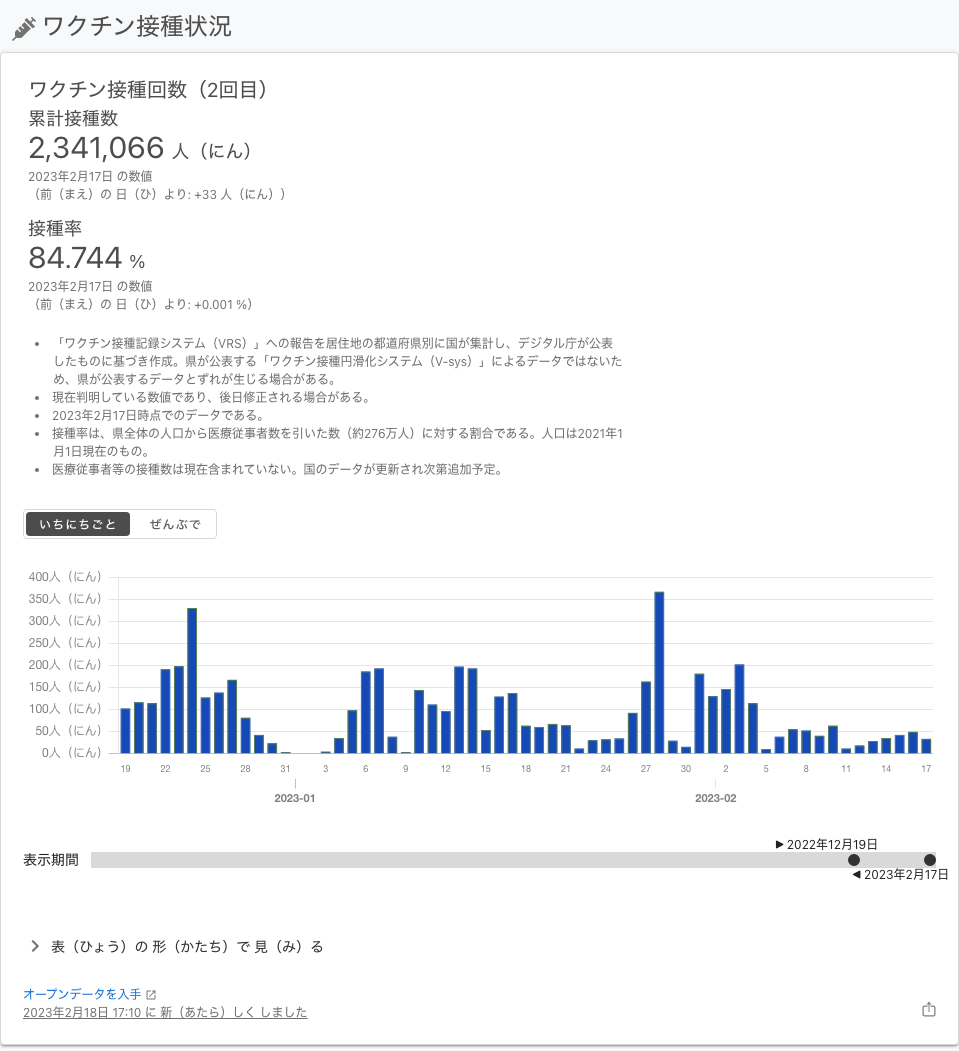 ワクチン接種状況
ワクチン接種回数（2回目）
累計接種数
2,341,066 人（にん）
2023年2月17日 の数値
（前（まえ）の 日（ひ）より: +33 人（にん））
接種率
84.744 %
2023年2月17日 の数値
（前（まえ）の 日（ひ）より: +0.001 %）
• 「ワクチン接種記録システム（VRS）」への報告を居住地の都道府県別に国が集計し、デジタル庁が公表
したものに基づき作成。県が公表する「ワクチン接種円滑化システム（V-sys）」によるデータではないた
め、県が公表するデータとずれが生じる場合がある。
• 現在判明している数値であり、後日修正される場合がある。
• 2023年2月17日時点でのデータである。
• 接種率は、県全体の人口から医療従事者数を引いた数（約276万人）に対する割合である。人口は2021年1
月1日現在のもの。
• 医療従事者等の接種数は現在含まれていない。国のデータが更新され次第追加予定。
いちにちごと ぜんぶで
400人（にん）
350人（にん）
300人（にん）
250人（にん）
200人（にん）
150人（にん）
100人（にん）
50人（にん）
0人（にん）
19 22 25 28 31 3 6 9 12 15 18 21 24 27 30 2 5 8 11 14 17
2023-01 2023-02
▶ 2022年12月19日
表示期間
◀ 2023年2月17日
表（ひょう）の 形（かたち）で 見（み）る
オープンデータを入手
2023年2月18日 17:10 に 新（あたら）しく しました